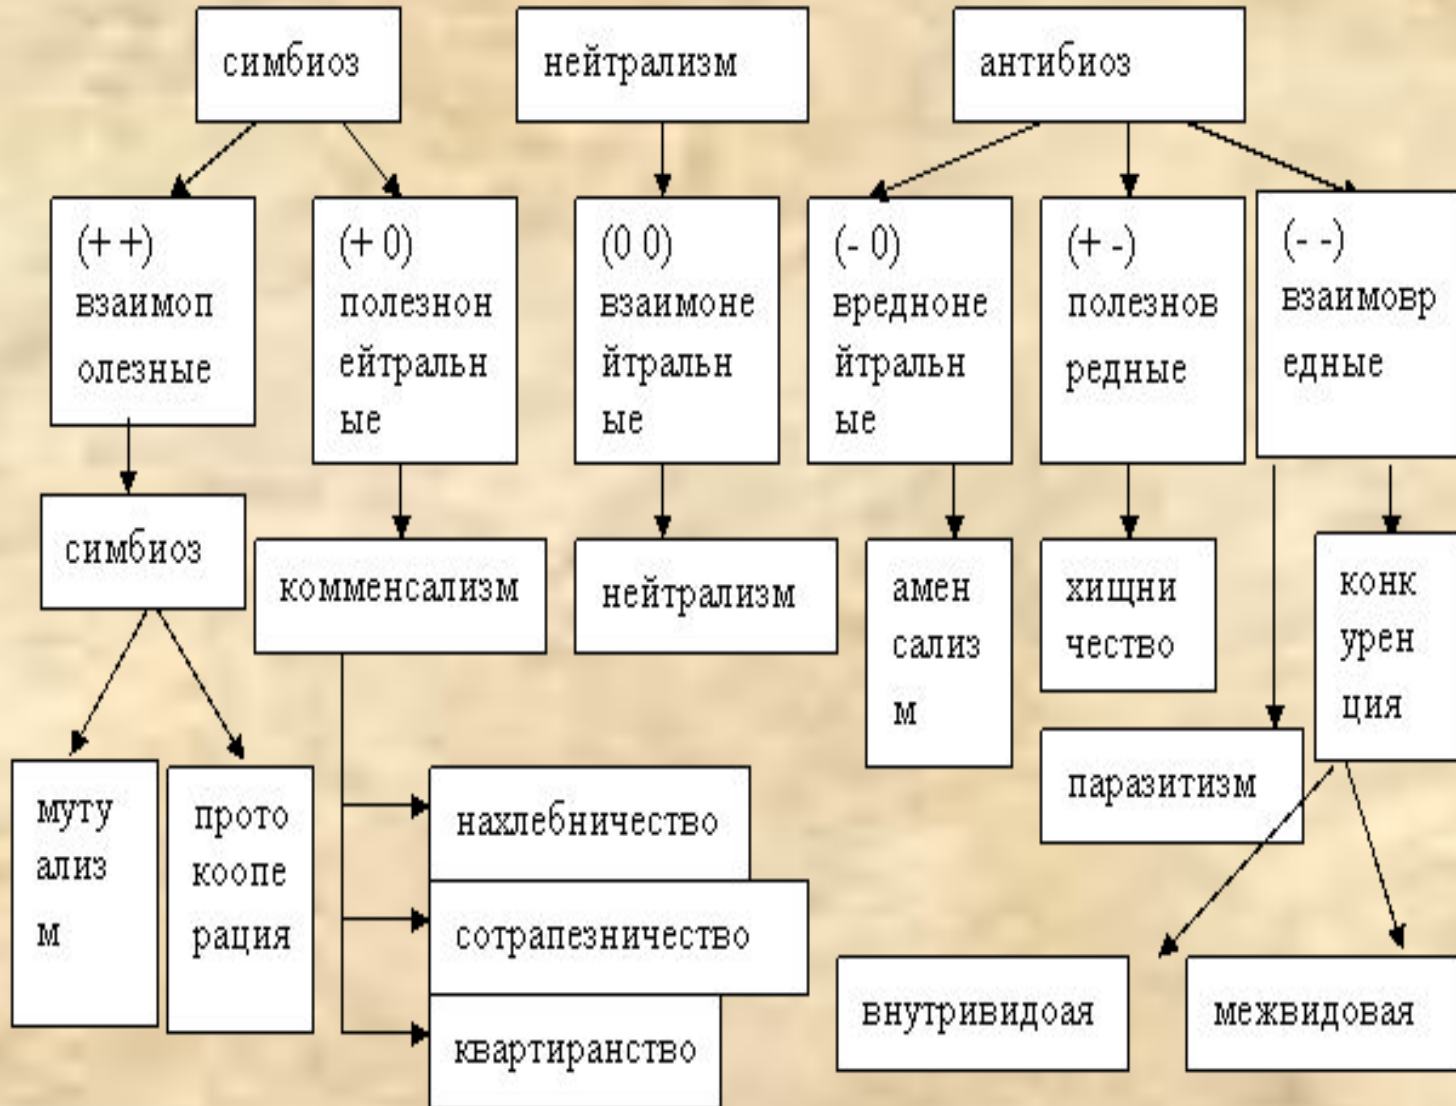 симбиоз
нейтрализм
антибиоз
(+ +)
взаимоп
олезные
(+ 0)
полезнон
ейтральн
ые
(0 0)
взаимоне
йтральн
ые
(- 0)
вредноне
йтральн
ые
(+ -)
полезнов
редные
(- -)
взаимовр
едные
симбиоз
комменсализм
нейтрализм
амен
сализ
м
хищни
чество
конк
урен
ция
паразитизм
муту
ализ
м
прото
коопе
рация
нахлебничество
сотрапезничество
квартиранство
внутривидоая
межвидовая